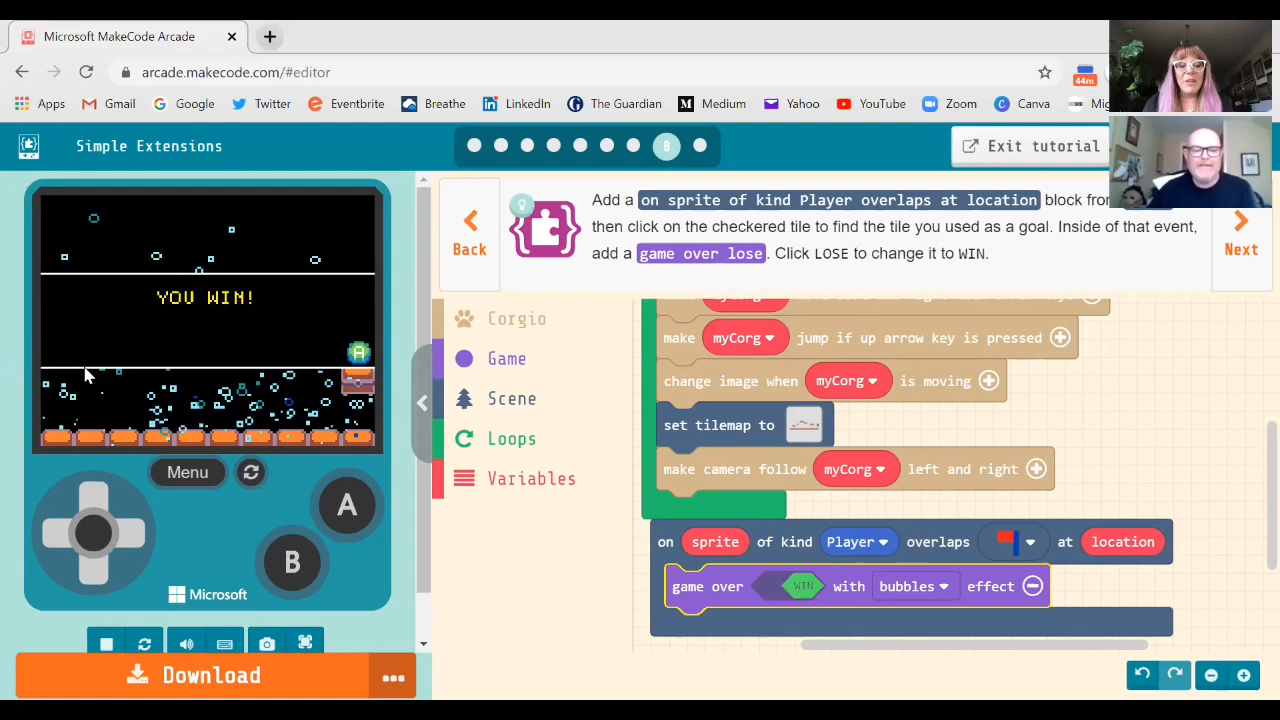 Microsoft MakeCode Arcade
arcade.makecode.com/#editor
44m
Apps Gmail Google Twitter Eventb Breathe LinkedIn The Guardian Medium Yahoo YouTube Zoom Canva Mig
Simple Extensions
8
Exit tutorial
Back
Add a on sprite of kind Player overlaps at location block from
then click on the checkered tile to find the tile you used as a goal. Inside of that event,
add a game over lose. Click LOSE to change it to WIN.
Next
YOU WIN!
A
Menu
A
B
Microsoft
Download
Corgio
Game
Scene
Loops
Variables
make myCorg jump if up arrow key is pressed
change image when myCorg is moving
set tilemap to
make camera follow myCorg left and right
on sprite of kind Player overlaps at location
game over WIN with bubbles effect